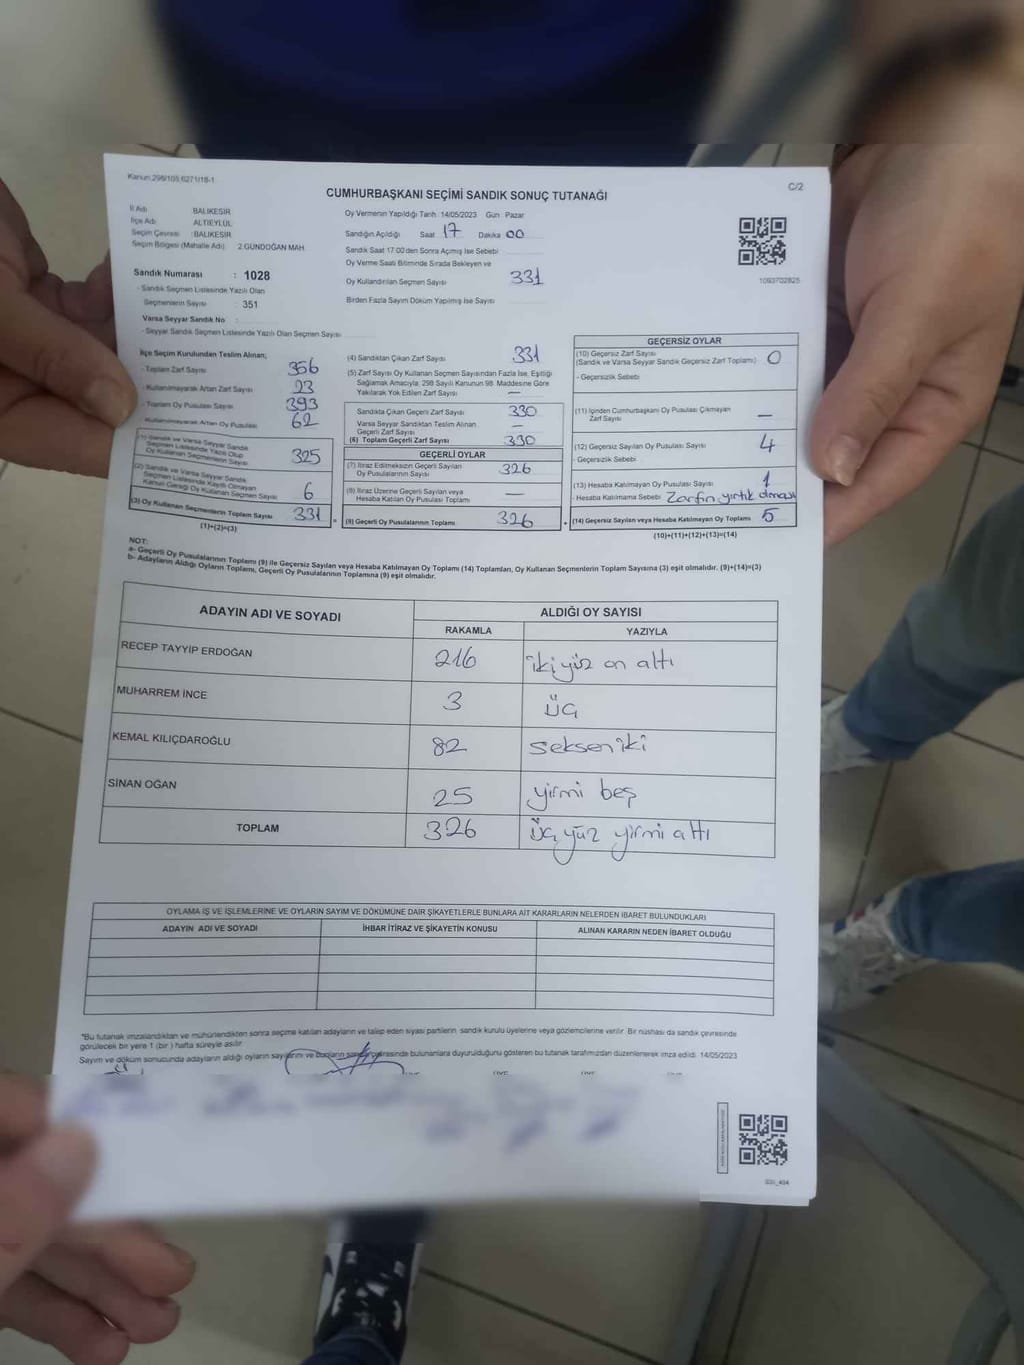 Kanun:298/105,6271/18-1
C/2
CUMHURBAŞKANI SEÇİMİ SANDIK SONUÇ TUTANAĞI
İl Adı BALIKESİR
İlçe Adı ALTIEYLÜL
Seçim Çevresi :BALIKESİR
Seçim Bölgesi (Mahalle Adı) 2.GÜNDOĞAN MAH.
Oy Vermenin Yapıldığı Tarih :14/05/2023 Gün : Pazar
Sandığın Açıldığı Saat 17 Dakika 00
Sandık Saat 17:00'den Sonra Açımış İse Sebebi
Oy Verme Saati Bitiminde Sırada Bekleyen ve
Oy Kullandırılan Seçmen Sayısı 331
Birden Fazla Sayım Döküm Yapılmış İse Sayısı
1093702825
Sandık Numarası : 1028
- Sandık Seçmen Listesinde Yazılı Olan
Seçmenlerin Sayısı : 351
Varsa Seyyar Sandık No
- Seyyar Sandık Seçmen Listesinde Yazılı Olan Seçmen Sayısı
İlçe Seçim Kurulundan Teslim Alınan;
- Toplam Zarf Sayısı 356
- Kullanılmayarak Artan Zarf Sayısı 23
- Toplam Oy Pusulası Sayısı 393
- Kullanılmayarak Artan Oy Pusulası 62
(1) Sandık ve Varsa Seyyar Sandık
Seçmen Listesinde Yazılı Olup
Oy Kullanan Seçmenlerin Sayısı 325
(2) Sandık ve Varsa Seyyar Sandık
Seçmen Listesinde Kayıtlı Olmayan
Kanun Gereği Oy Kullanan Seçmen Sayısı 6
(3) Oy Kullanan Seçmenlerin Toplam Sayısı 331
(1)+(2)=(3)
(4) Sandıktan Çıkan Zarf Sayısı 331
(5) Zarf Sayısı Oy Kullanan Seçmen Sayısından Fazla İse, Eşitliği
Sağlamak Amacıyla, 298 Sayılı Kanunun 98. Maddesine Göre
Yakılarak Yok Edilen Zarf Sayısı —
Sandıkta Çıkan Geçerli Zarf Sayısı 330
Varsa Seyyar Sandıktan Teslim Alınan
Geçerli Zarf Sayısı —
(6) Toplam Geçerli Zarf Sayısı 330
GEÇERLİ OYLAR
(7) İtiraz Edilmeksizin Geçerli Sayılan
Oy Pusulalarının Sayısı 326
(8) İtiraz Üzerine Geçerli Sayılan veya
Hesaba Katılan Oy Pusulası Toplamı —
(9) Geçerli Oy Pusulalarının Toplamı 326
GEÇERSİZ OYLAR
(10) Geçersiz Zarf Sayısı
(Sandık ve Varsa Seyyar Sandık Geçersiz Zarf Toplamı) 0
- Geçersizlik Sebebi
(11) İçinden Cumhurbaşkanı Oy Pusulası Çıkmayan
Zarf Sayısı —
(12) Geçersiz Sayılan Oy Pusulası Sayısı 4
- Geçersizlik Sebebi
(13) Hesaba Katılmayan Oy Pusulası Sayısı 1
- Hesaba Katılmama Sebebi Zarfın yırtık olması
(14) Geçersiz Sayılan veya Hesaba Katılmayan Oy Toplamı 5
(10)+(11)+(12)+(13)=(14)
NOT:
a- Geçerli Oy Pusulalarının Toplamı (9) ile Geçersiz Sayılan veya Hesaba Katılmayan Oy Toplamı (14) Toplamları, Oy Kullanan Seçmenlerin Toplam Sayısına (3) eşit olmalıdır. (9)+(14)=(3)
b- Adayların Aldığı Oyların Toplamı, Geçerli Oy Pusulalarının Toplamına (9) eşit olmalıdır.
ADAYIN ADI VE SOYADI ALDIĞI OY SAYISI
RAKAMLA YAZIYLA
RECEP TAYYİP ERDOĞAN 216 iki yüz on altı
MUHARREM İNCE 3 üç
KEMAL KILIÇDAROĞLU 82 seksen iki
SİNAN OĞAN 25 yirmi beş
TOPLAM 326 üç yüz yirmi altı
OYLAMA İŞ VE İŞLEMLERİNE VE OYLARIN SAYIM VE DÖKÜMÜNE DAİR ŞİKAYETLERLE BUNLARA AİT KARARLARIN NELERDEN İBARET BULUNDUKLARI
ADAYIN ADI VE SOYADI İHBAR İTİRAZ VE ŞİKAYETİN KONUSU ALINAN KARARIN NEDEN İBARET OLDUĞU
*Bu tutanak imzalandıktan ve mühürlendikten sonra seçime katılan adayların ve talep eden siyasi partilerin sandık kurulu üyelerine veya gözlemcilerine verilir. Bir nüshası da sandık çevresinde
görülecek bir yere 1 (bir ) hafta süreyle asılır
Sayım ve döküm sonucunda adayların aldığı oyların sayılarını ve bunların sandık çevresinde bulunanlara duyurulduğunu gösteren bu tutanak tarafımızdan düzenlenerek imza edildi. 14/05/2023